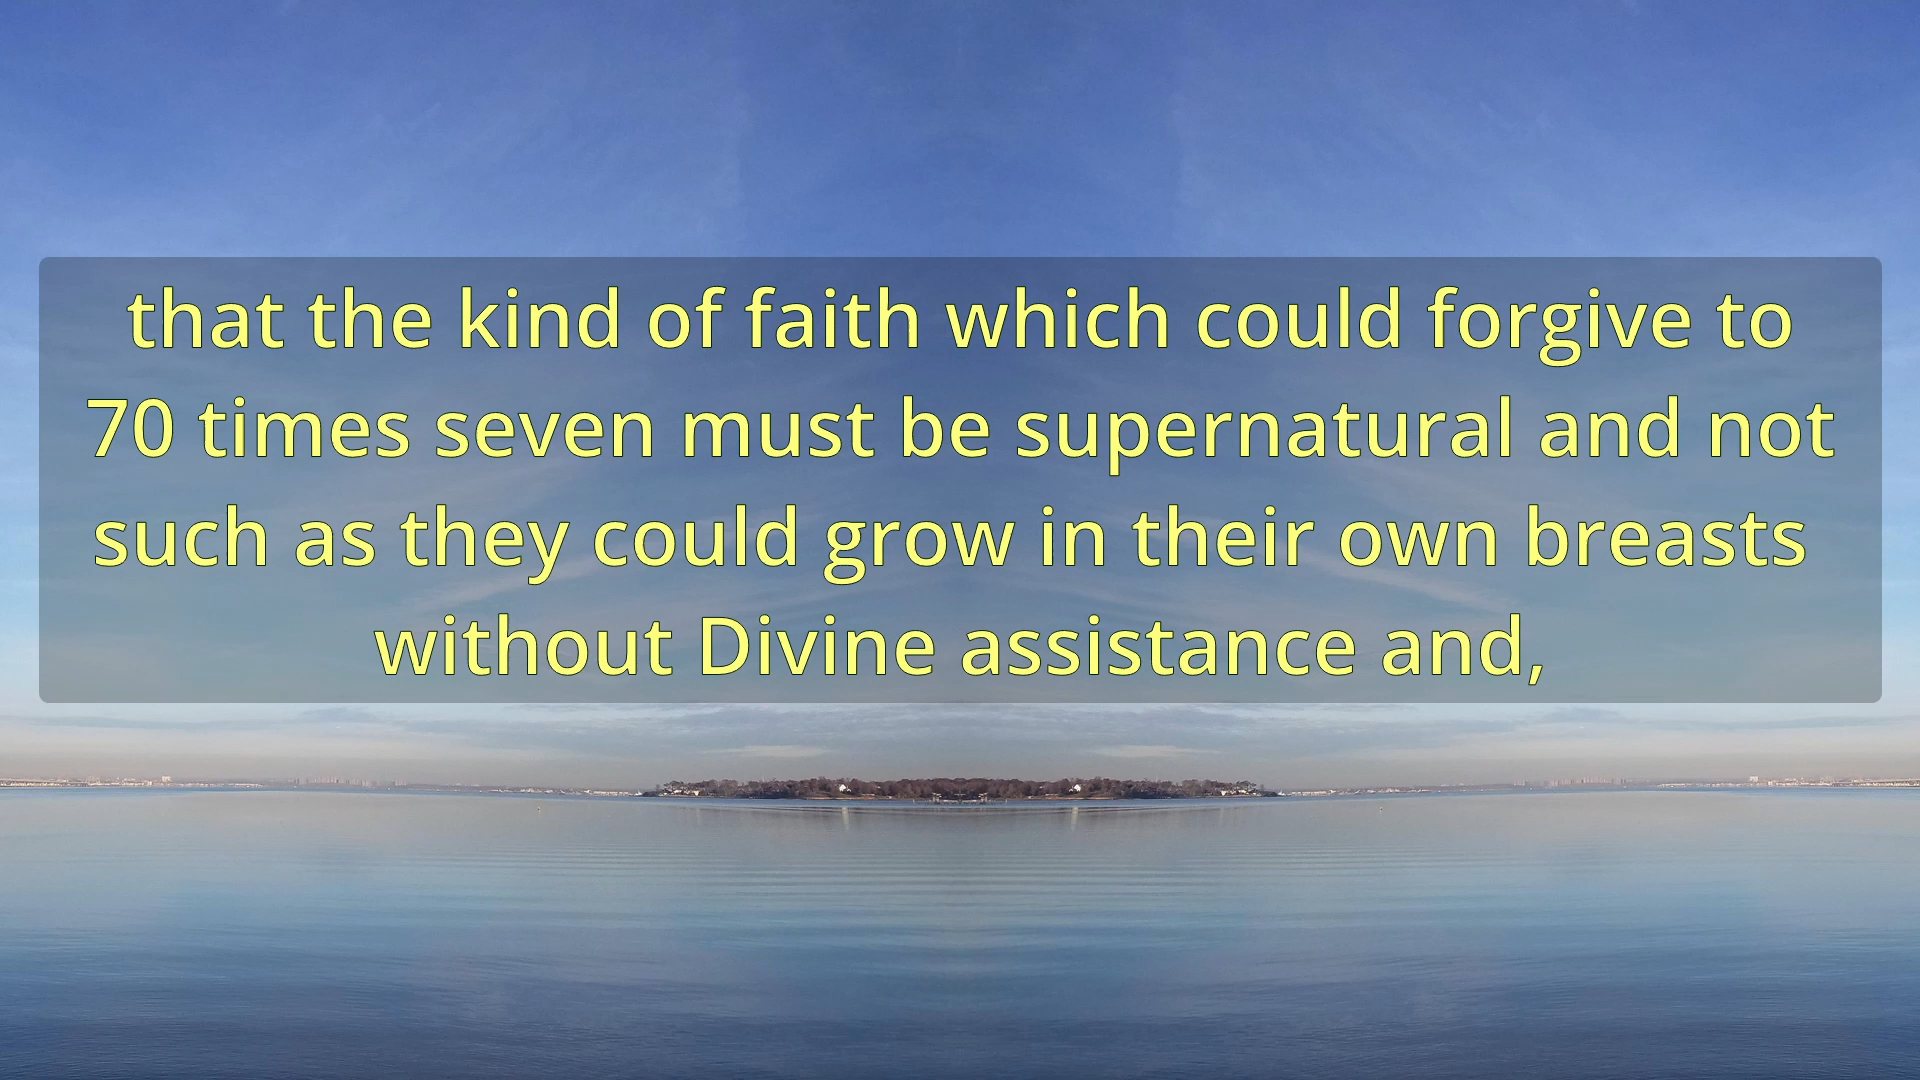 that the kind of faith which could forgive to
70 times seven must be supernatural and not
such as they could grow in their own breasts
without Divine assistance and,